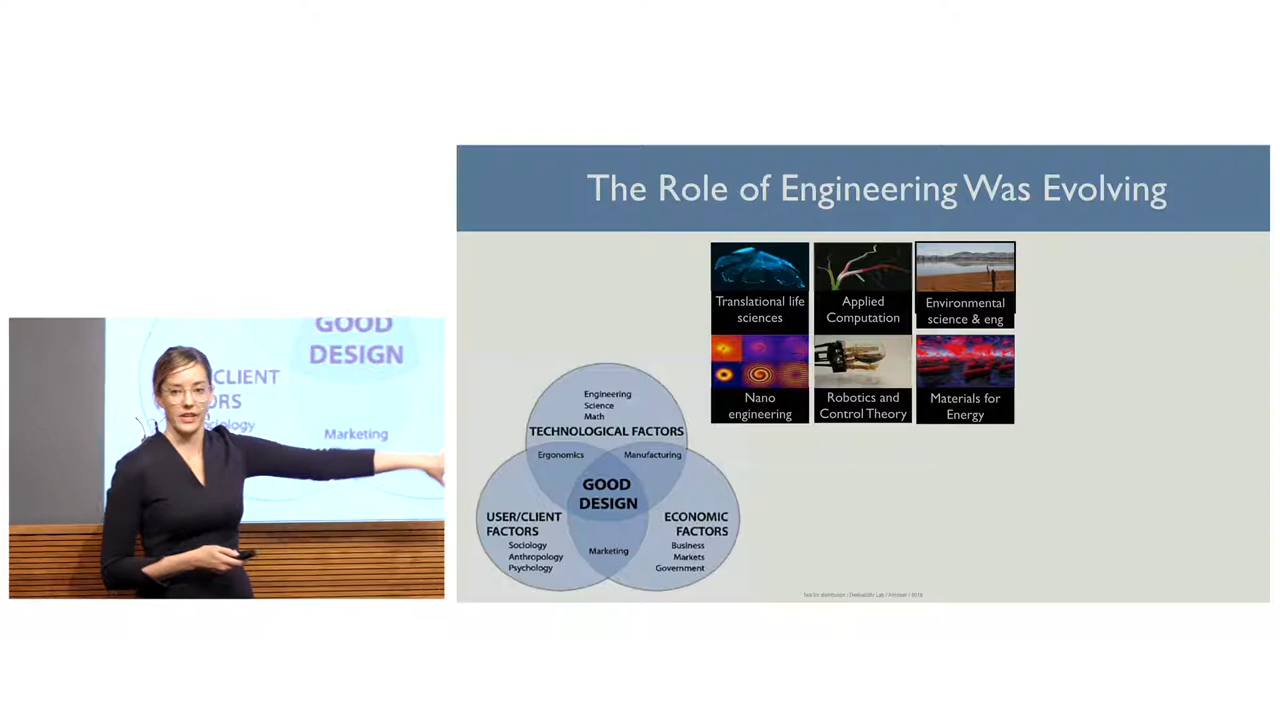 The Role of Engineering Was Evolving
Translational life
sciences
Applied
Computation
Environmental
science & eng
Nano
engineering
Robotics and
Control Theory
Materials for
Energy
Engineering
Science
Math
TECHNOLOGICAL FACTORS
Ergonomics
Manufacturing
GOOD
DESIGN
USER/CLIENT
FACTORS
Sociology
Anthropology
Psychology
Marketing
ECONOMIC
FACTORS
Business
Markets
Government
GOOD
DESIGN
CLIENT
Marketing